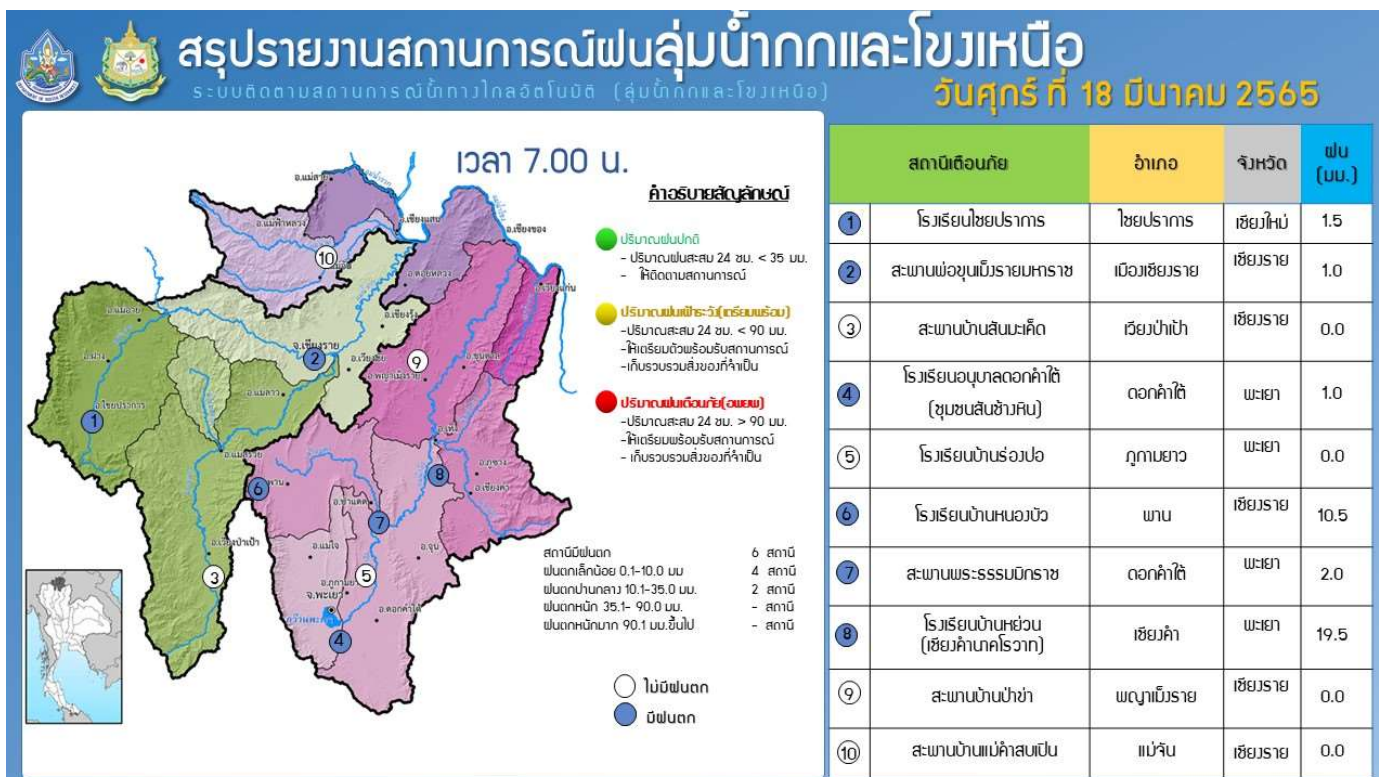 สรุปรายงานสถานการณ์ฝนลุ่มน้ำกกและโขงเหนือ
ระบบติดตามสถานการณ์น้ำทางไกลอัตโนมัติ (ลุ่มน้ำกกและโขงเหนือ)
วันศุกร์ ที่ 18 มีนาคม 2565
เวลา 7.00 น.
คำอธิบายสัญลักษณ์
ปริมาณฝนปกติ
- ปริมาณฝนสะสม 24 ชม. < 35 มม.
- ให้ติดตามสถานการณ์
ปริมาณฝนเฝ้าระวัง(เตรียมพร้อม)
-ปริมาณสะสม 24 ชม. < 90 มม.
-ให้เตรียมตัวพร้อมรับสถานการณ์
-เก็บรวบรวมสิ่งของที่จำเป็น
ปริมาณฝนเตือนภัย(อพยพ)
-ปริมาณสะสม 24 ชม. > 90 มม.
-ให้เตรียมพร้อมรับสถานการณ์
- เก็บรวบรวมสิ่งของที่จำเป็น
อ.แม่สาย
อ.แม่ฟ้าหลวง
อ.เชียงแสน
อ.เชียงของ
10
อ.ดอยหลวง
อ.เวียงแก่น
อ.แม่อาย
อ.เชียงรุ้ง
จ.เชียงราย
2
อ.ฝาง
อ.เวียงชัย
9
อ.ขุนตาล
อ.พญาเม็งราย
อ.แม่ลาว
อ.ไชยปราการ
1
อ.เทิง
อ.แม่สรวย
อ.ภูซาง
8
6
พาน
อ.เชียงคำ
อ.ป่าแดด
7
อ.เวียงป่าเป้า
อ.แม่ใจ
อ.จุน
3
5
อ.ภูกามยาว
จ.พะเยา
อ.ดอกคำใต้
กว๊านพะเยา
4
สถานีมีฝนตก 6 สถานี
ฝนตกเล็กน้อย 0.1-10.0 มม 4 สถานี
ฝนตกปานกลาง 10.1-35.0 มม. 2 สถานี
ฝนตกหนัก 35.1- 90.0 มม. - สถานี
ฝนตกหนักมาก 90.1 มม.ขึ้นไป - สถานี
ไม่มีฝนตก
มีฝนตก
สถานีเตือนภัย อำเภอ จังหวัด ฝน (มม.)
1 โรงเรียนไชยปราการ ไชยปราการ เชียงใหม่ 1.5
2 สะพานพ่อขุนเม็งรายมหาราช เมืองเชียงราย เชียงราย 1.0
3 สะพานบ้านสันมะเค็ด เวียงป่าเป้า เชียงราย 0.0
4 โรงเรียนอนุบาลดอกคำใต้ (ชุมชนสันช้างหิน) ดอกคำใต้ พะเยา 1.0
5 โรงเรียนบ้านร่องปอ ภูกามยาว พะเยา 0.0
6 โรงเรียนบ้านหนองบัว พาน เชียงราย 10.5
7 สะพานพระธรรมมิกราช ดอกคำใต้ พะเยา 2.0
8 โรงเรียนบ้านหย่วน (เชียงคำนาคโรวาท) เชียงคำ พะเยา 19.5
9 สะพานบ้านป่าข่า พญาเม็งราย เชียงราย 0.0
10 สะพานบ้านแม่คำสบเปิน แม่จัน เชียงราย 0.0